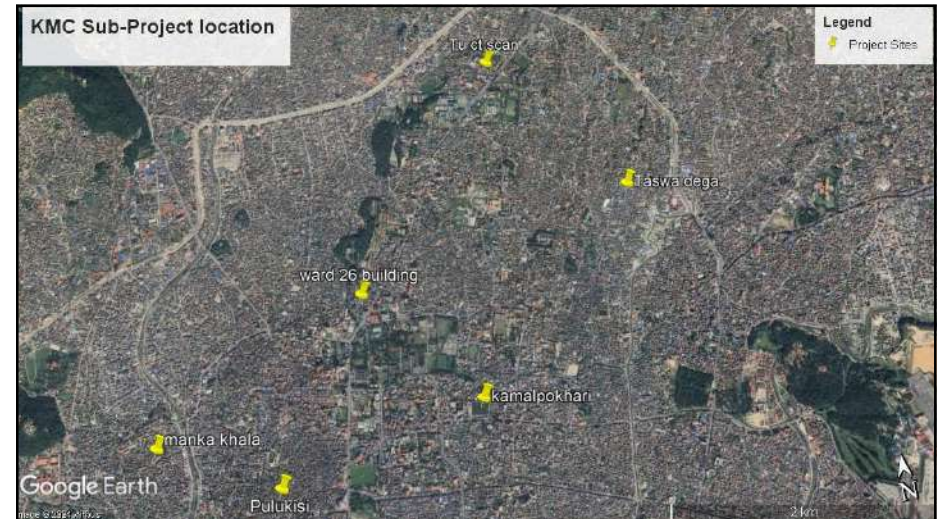 KMC Sub-Project location
Legend
Project Sites
Tu ct scan
Taswa dega
ward 26 building
kamalpokhari
manka khala
Pulukisi
Google Earth
2 km
N